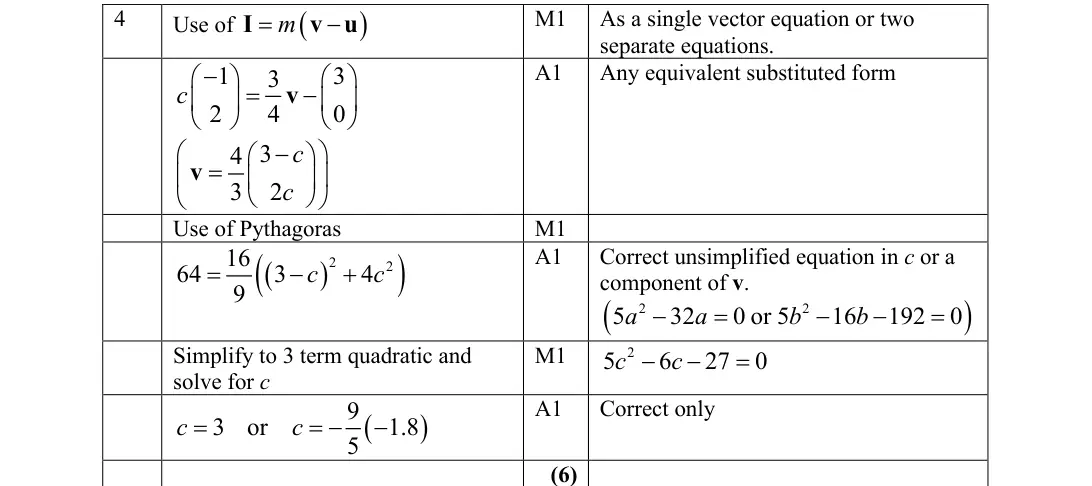 4 Use of I = m(v − u) M1 As a single vector equation or two
separate equations.
c(−1 2) = 3/4 v − (3 0) A1 Any equivalent substituted form
(v = 4/3 (3 − c 2c))
Use of Pythagoras M1
64 = 16/9 ((3 − c)² + 4c²) A1 Correct unsimplified equation in c or a
component of v.
(5a² − 32a = 0 or 5b² − 16b − 192 = 0)
Simplify to 3 term quadratic and M1 5c² − 6c − 27 = 0
solve for c
c = 3 or c = −9/5 (−1.8) A1 Correct only
(6)